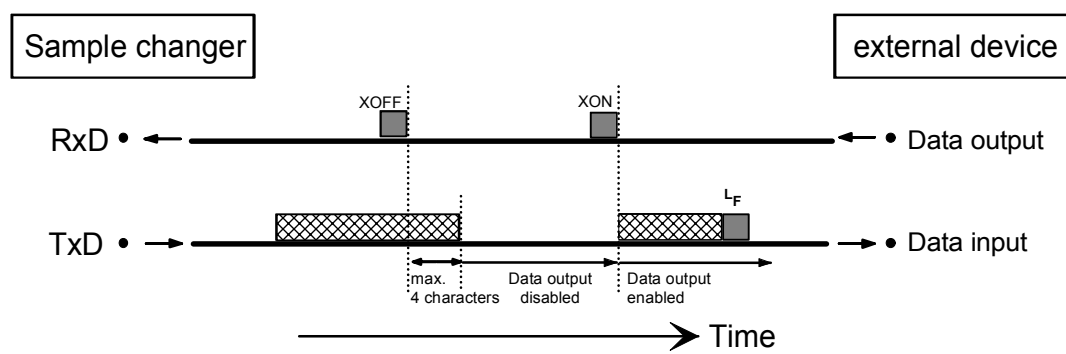 Sample changer
external device
XOFF
XON
RxD
Data output
LF
TxD
Data input
max.
4 characters
Data output
disabled
Data output
enabled
Time